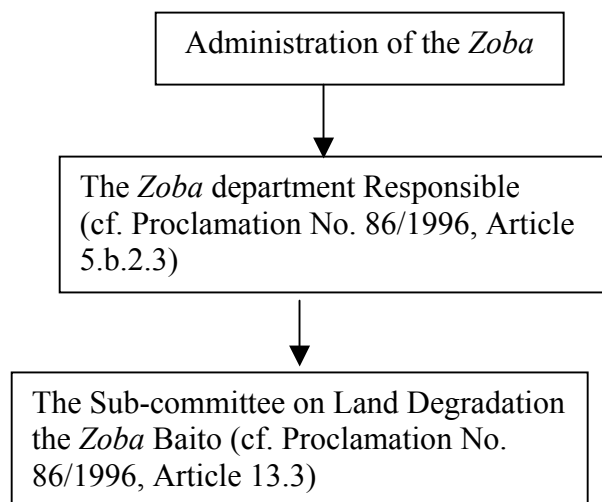 Administration of the Zoba
The Zoba department Responsible
(cf. Proclamation No. 86/1996, Article
5.b.2.3)
The Sub-committee on Land Degradation
the Zoba Baito (cf. Proclamation No.
86/1996, Article 13.3)